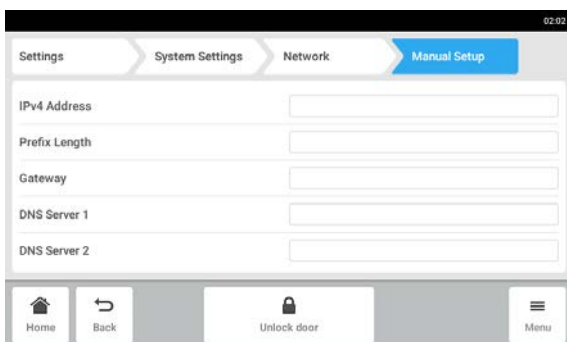 02:02
Settings System Settings Network Manual Setup
IPv4 Address
Prefix Length
Gateway
DNS Server 1
DNS Server 2
Home Back Unlock door Menu